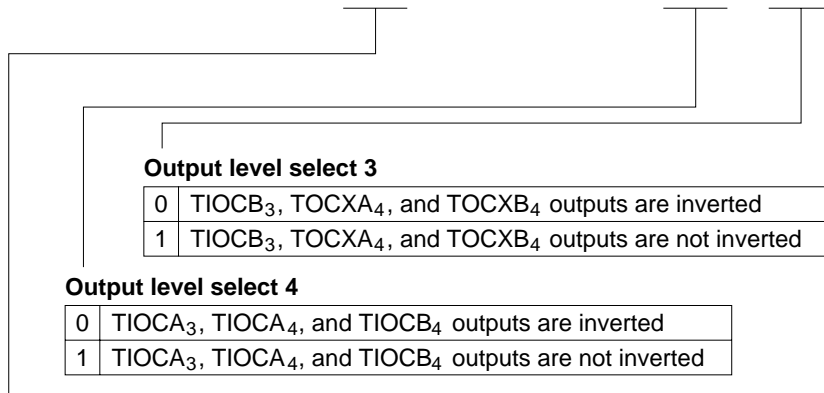 Output level select 3
0 TIOCB3, TOCXA4, and TOCXB4 outputs are inverted
1 TIOCB3, TOCXA4, and TOCXB4 outputs are not inverted
Output level select 4
0 TIOCA3, TIOCA4, and TIOCB4 outputs are inverted
1 TIOCA3, TIOCA4, and TIOCB4 outputs are not inverted